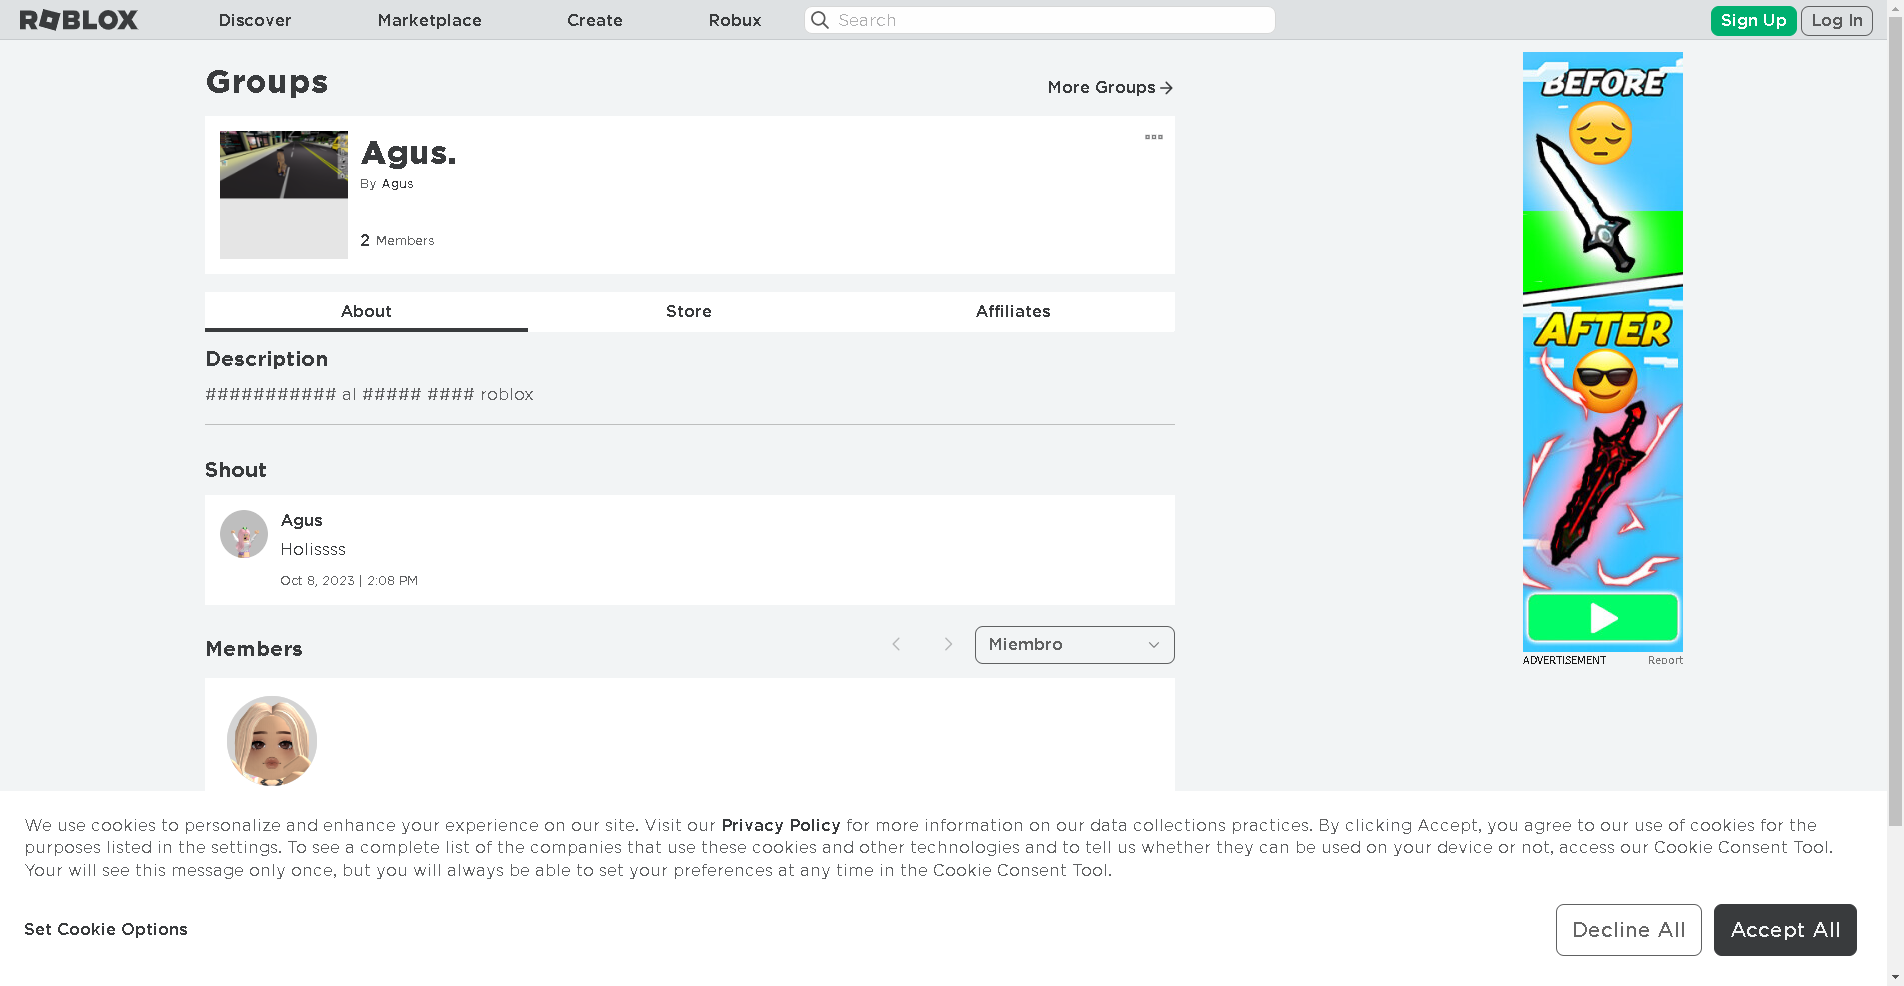 ROBLOX Discover Marketplace Create Robux Search Sign Up Log In
Groups
More Groups
Agus.
By Agus
2 Members
About Store Affiliates
Description
########### al ##### #### roblox
Shout
Agus
Holissss
Oct 8, 2023 | 2:08 PM
Members
Miembro
BEFORE
AFTER
ADVERTISEMENT Report
We use cookies to personalize and enhance your experience on our site. Visit our Privacy Policy for more information on our data collections practices. By clicking Accept, you agree to our use of cookies for the
purposes listed in the settings. To see a complete list of the companies that use these cookies and other technologies and to tell us whether they can be used on your device or not, access our Cookie Consent Tool.
Your will see this message only once, but you will always be able to set your preferences at any time in the Cookie Consent Tool.
Set Cookie Options
Decline All
Accept All